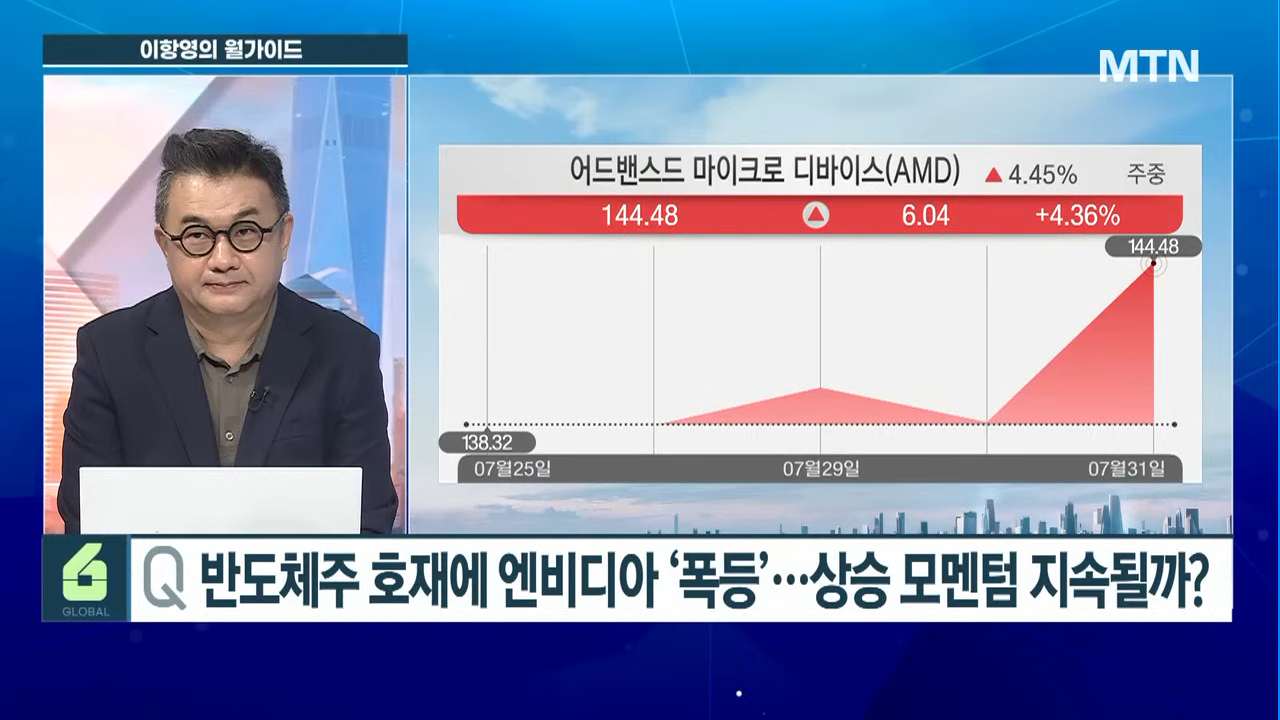 이항영의 월가이드
MTN
어드밴스드 마이크로 디바이스(AMD) ▲ 4.45% 주중
144.48 ▲ 6.04 +4.36%
144.48
138.32
07월25일 07월29일 07월31일
Q 반도체주 호재에 엔비디아 ‘폭등’…상승 모멘텀 지속될까?
GLOBAL